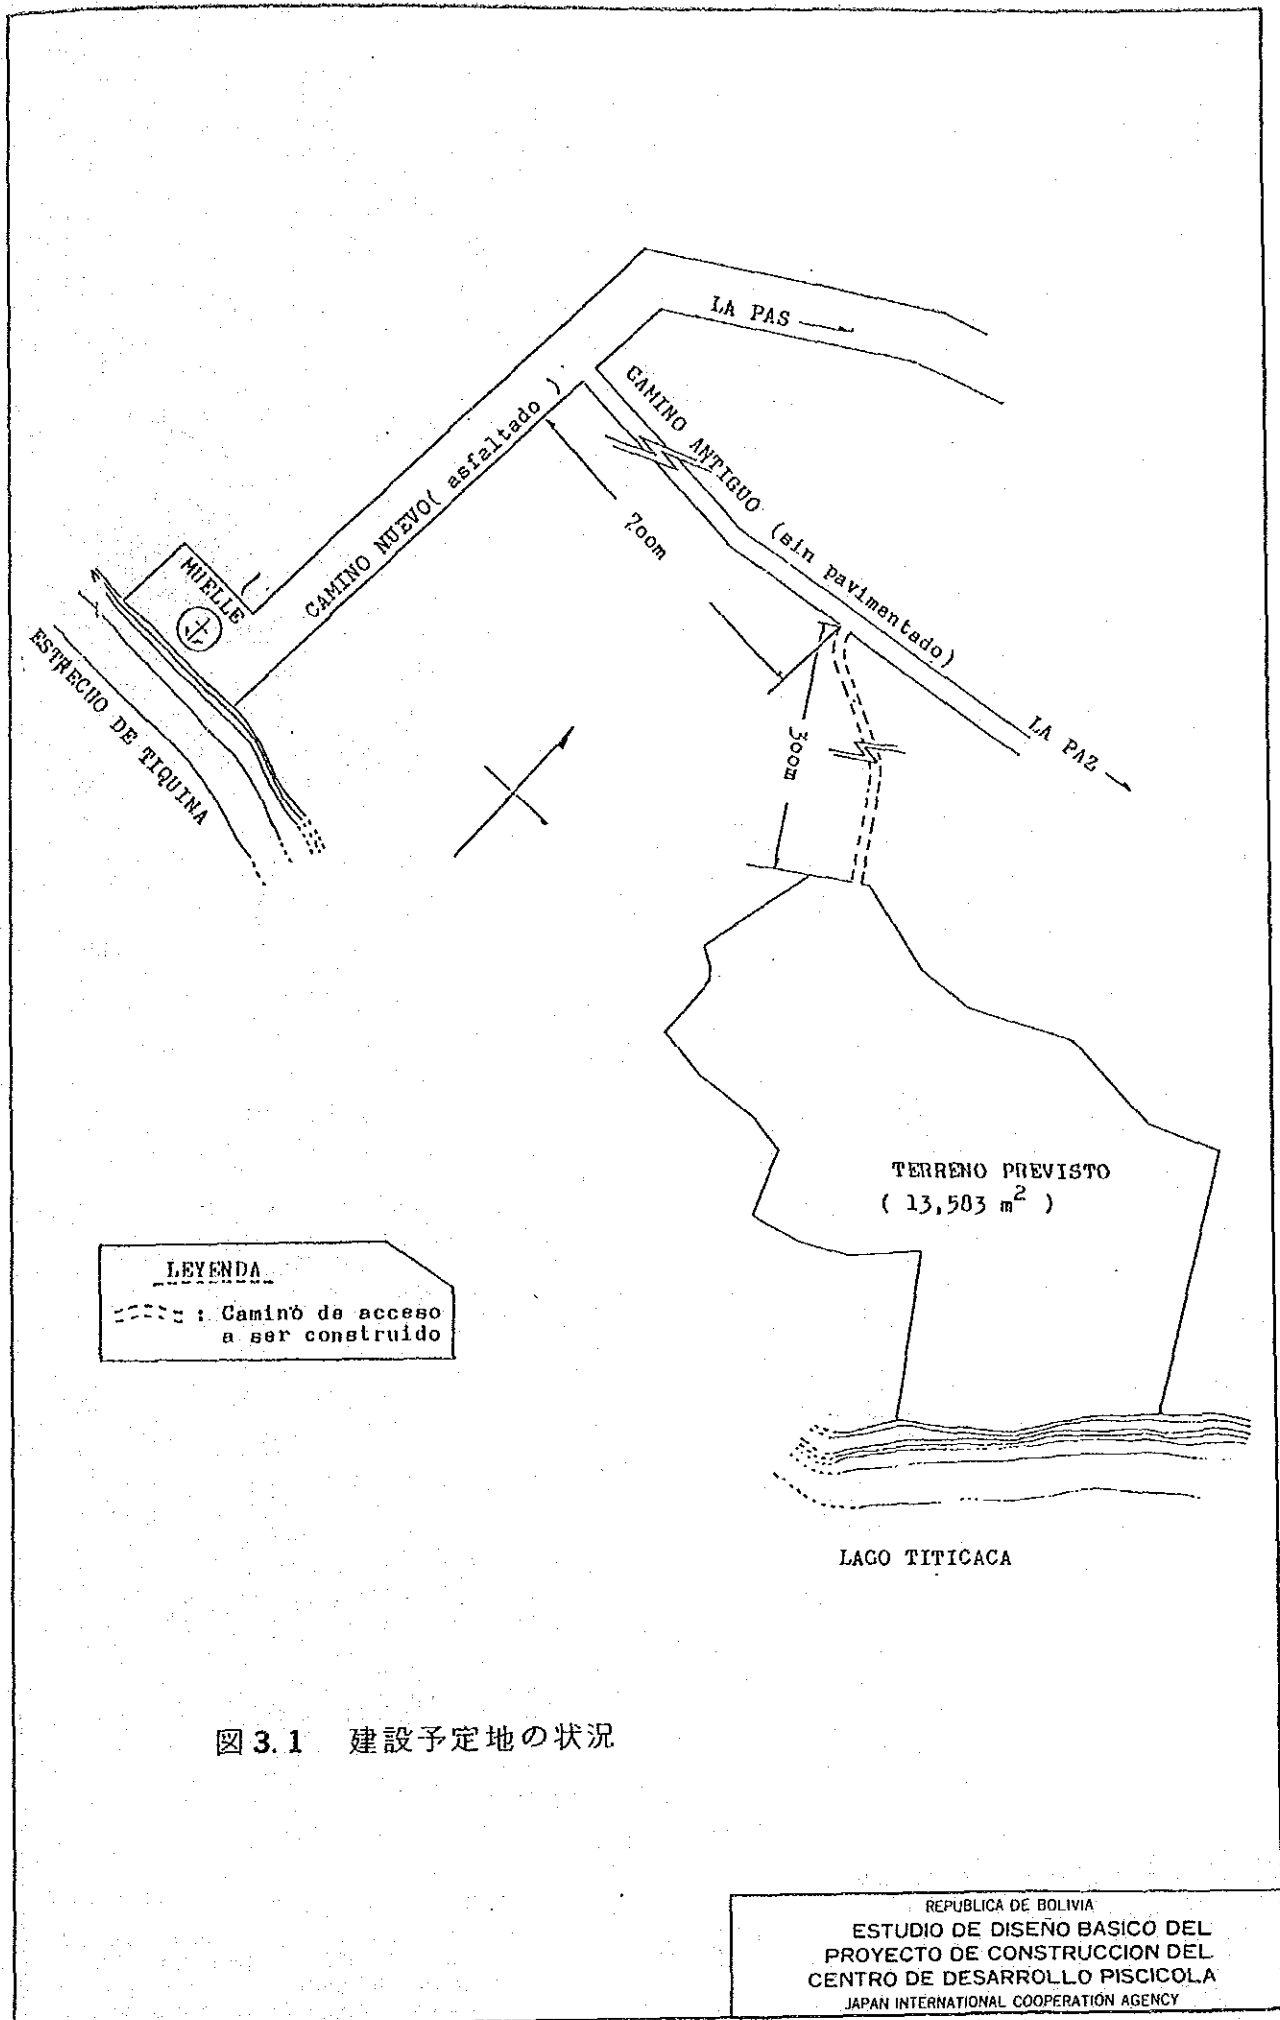 LA PAS
CAMINO ANTIGUO (sin pavimentado)
CAMINO NUEVO( asfaltado )
700m
MUELLE
ESTRECHO DE TIQUINA
LA PAZ
300m
TERRENO PREVISTO
( 13,583 m² )
LEYENDA
: Camino de acceso
a ser construido
LAGO TITICACA
図3.1 建設予定地の状況
REPUBLICA DE BOLIVIA
ESTUDIO DE DISEÑO BASICO DEL
PROYECTO DE CONSTRUCCION DEL
CENTRO DE DESARROLLO PISCICOLA
JAPAN INTERNATIONAL COOPERATION AGENCY